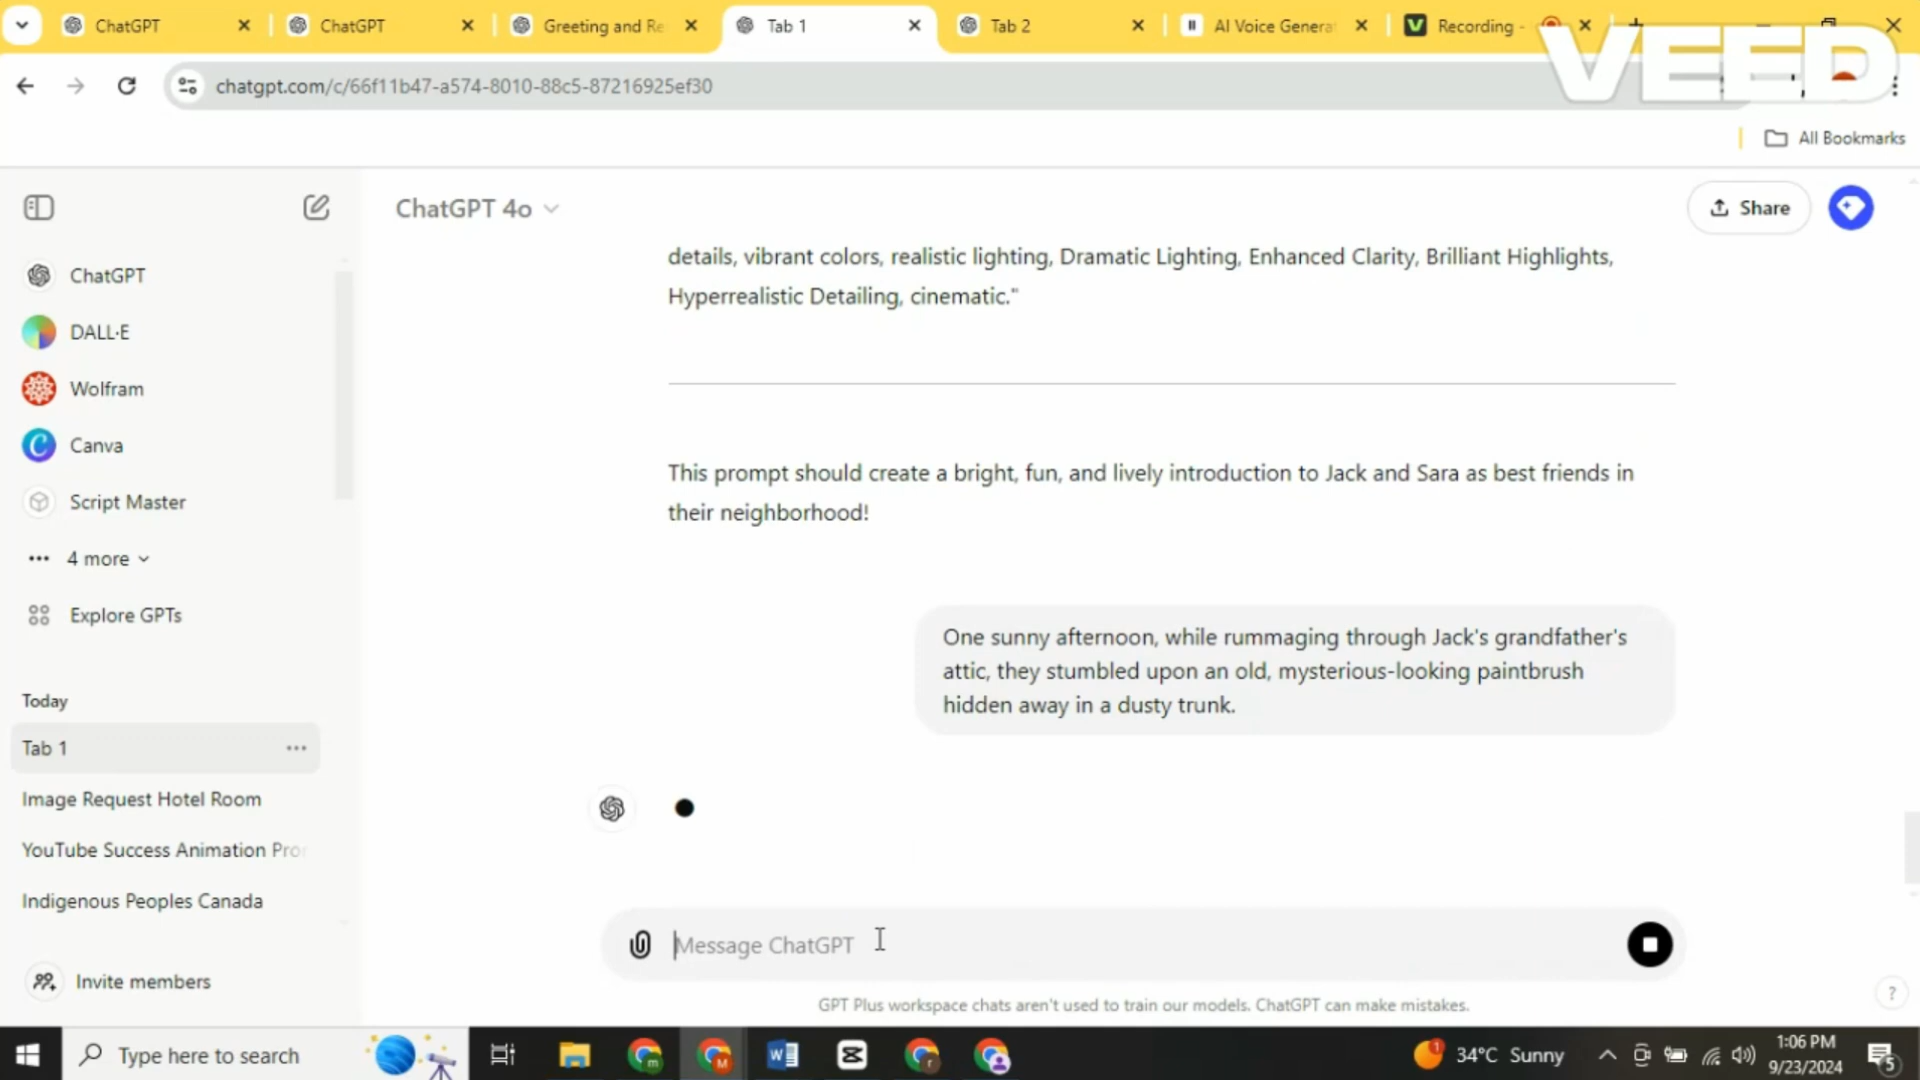 ChatGPT
ChatGPT
Greeting and Re
Tab 1
Tab 2
AI Voice Genera
Recording -
VEED
chatgpt.com/c/66f11b47-a574-8010-88c5-87216925ef30
All Bookmarks
ChatGPT 4o
Share
ChatGPT
DALL·E
Wolfram
Canva
Script Master
4 more
Explore GPTs
Today
Tab 1
Image Request Hotel Room
YouTube Success Animation Pro
Indigenous Peoples Canada
Invite members
details, vibrant colors, realistic lighting, Dramatic Lighting, Enhanced Clarity, Brilliant Highlights,
Hyperrealistic Detailing, cinematic."
This prompt should create a bright, fun, and lively introduction to Jack and Sara as best friends in
their neighborhood!
One sunny afternoon, while rummaging through Jack's grandfather's
attic, they stumbled upon an old, mysterious-looking paintbrush
hidden away in a dusty trunk.
Message ChatGPT
GPT Plus workspace chats aren't used to train our models. ChatGPT can make mistakes.
?
Type here to search
34°C Sunny
1:06 PM
9/23/2024
5